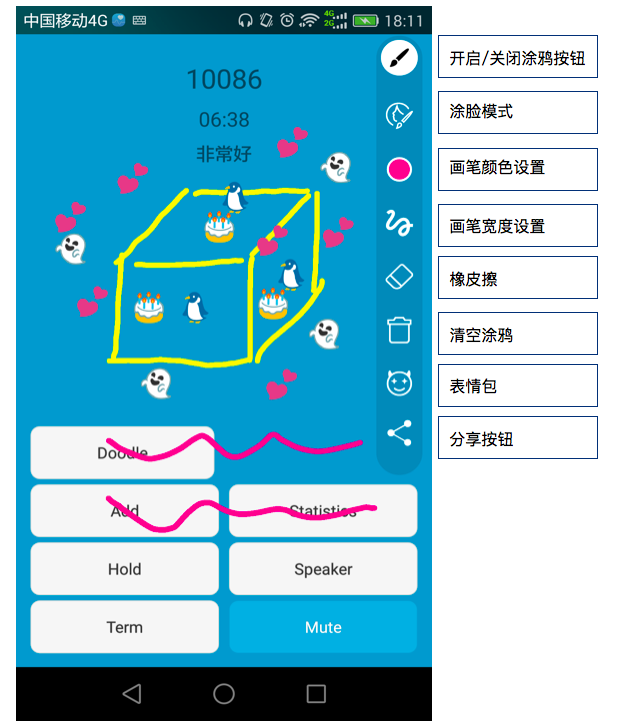 中国移动4G
4G
2G
18:11
10086
06:38
非常好
开启/关闭涂鸦按钮
涂脸模式
画笔颜色设置
画笔宽度设置
橡皮擦
清空涂鸦
表情包
分享按钮
Doodle
Add
Statistics
Hold
Speaker
Term
Mute